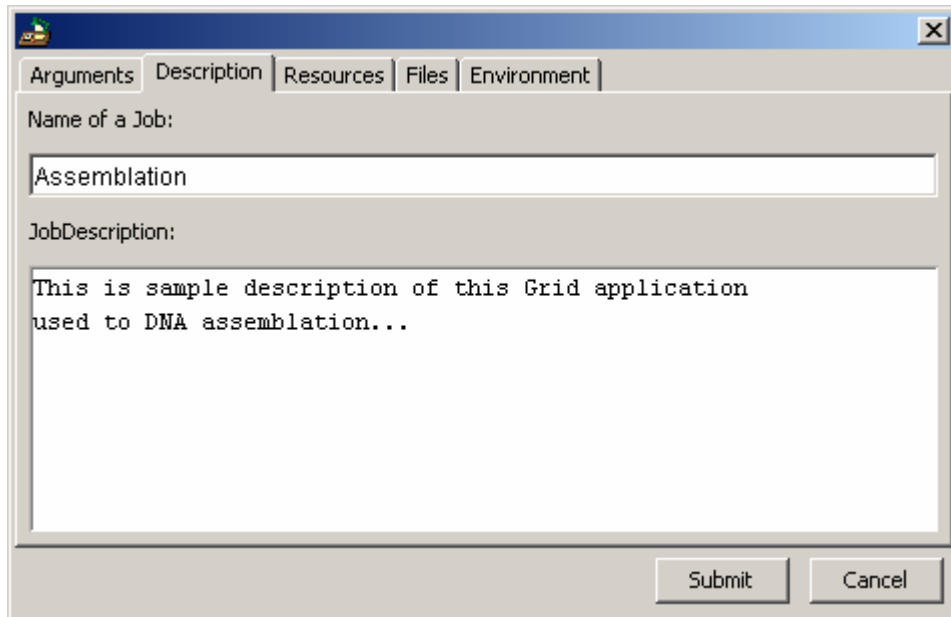 Arguments Description Resources Files Environment
Name of a Job:
Assemblation
JobDescription:
This is sample description of this Grid application
used to DNA assemblation...
Submit Cancel